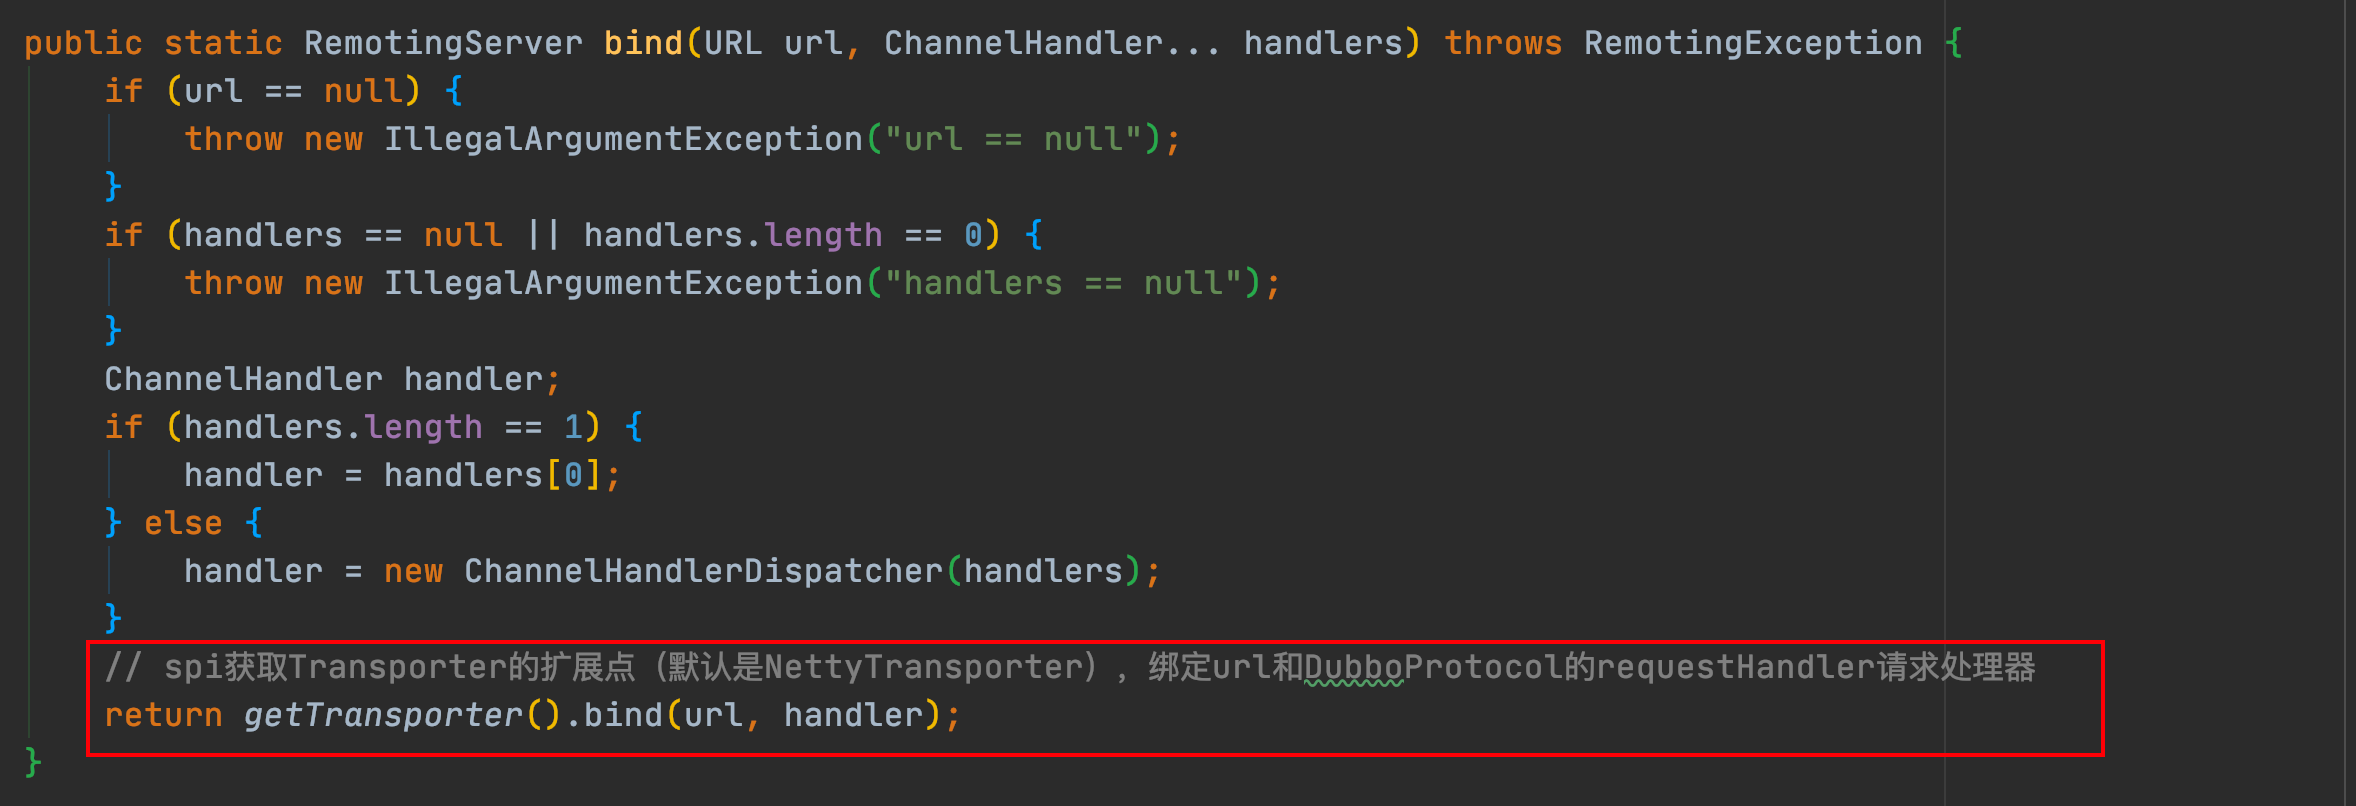 public static RemotingServer bind(URL url, ChannelHandler... handlers) throws RemotingException {
    if (url == null) {
        throw new IllegalArgumentException("url == null");
    }
    if (handlers == null || handlers.length == 0) {
        throw new IllegalArgumentException("handlers == null");
    }
    ChannelHandler handler;
    if (handlers.length == 1) {
        handler = handlers[0];
    } else {
        handler = new ChannelHandlerDispatcher(handlers);
    }
    // spi获取Transporter的扩展点（默认是NettyTransporter），绑定url和DubboProtocol的requestHandler请求处理器
    return getTransporter().bind(url, handler);
}